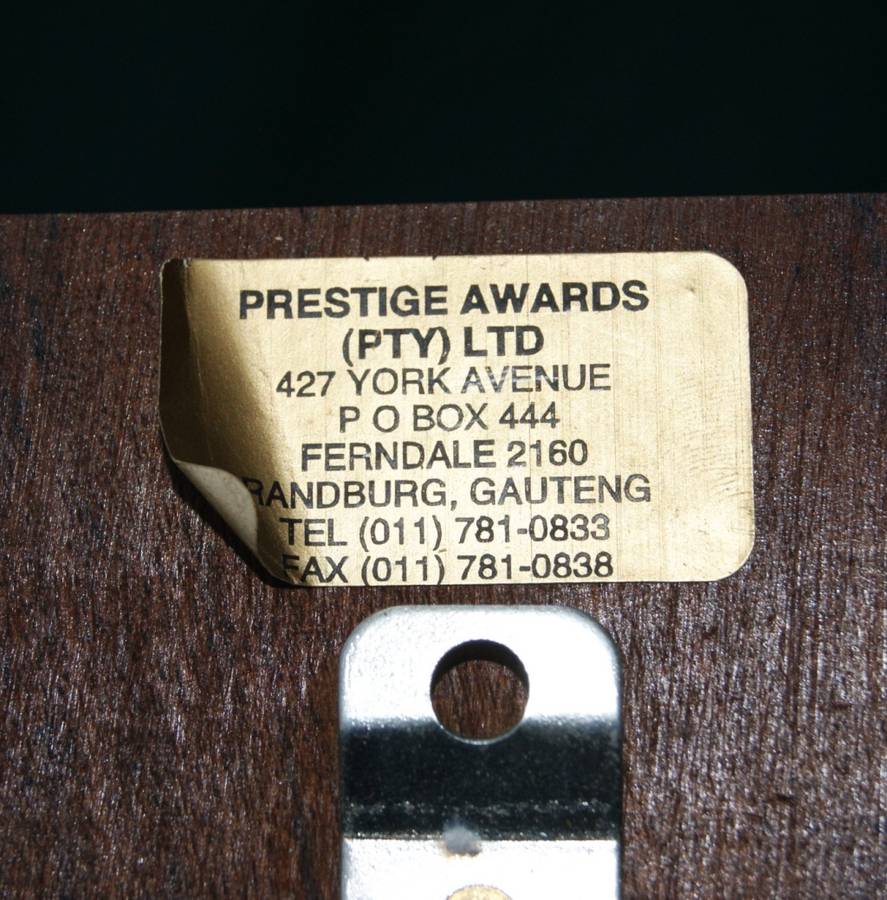 PRESTIGE AWARDS
(PTY) LTD
427 YORK AVENUE
P O BOX 444
FERNDALE 2160
RANDBURG, GAUTENG
TEL (011) 781-0833
FAX (011) 781-0838